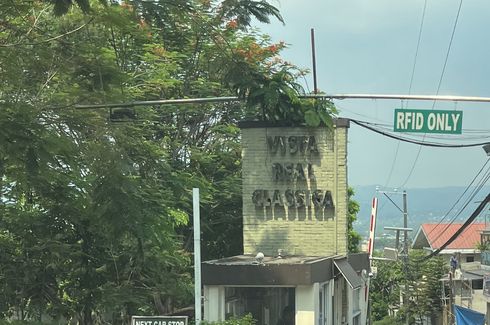 RFID ONLY
VISTA
REAL
CLASSICA
NEXT CAR STOP